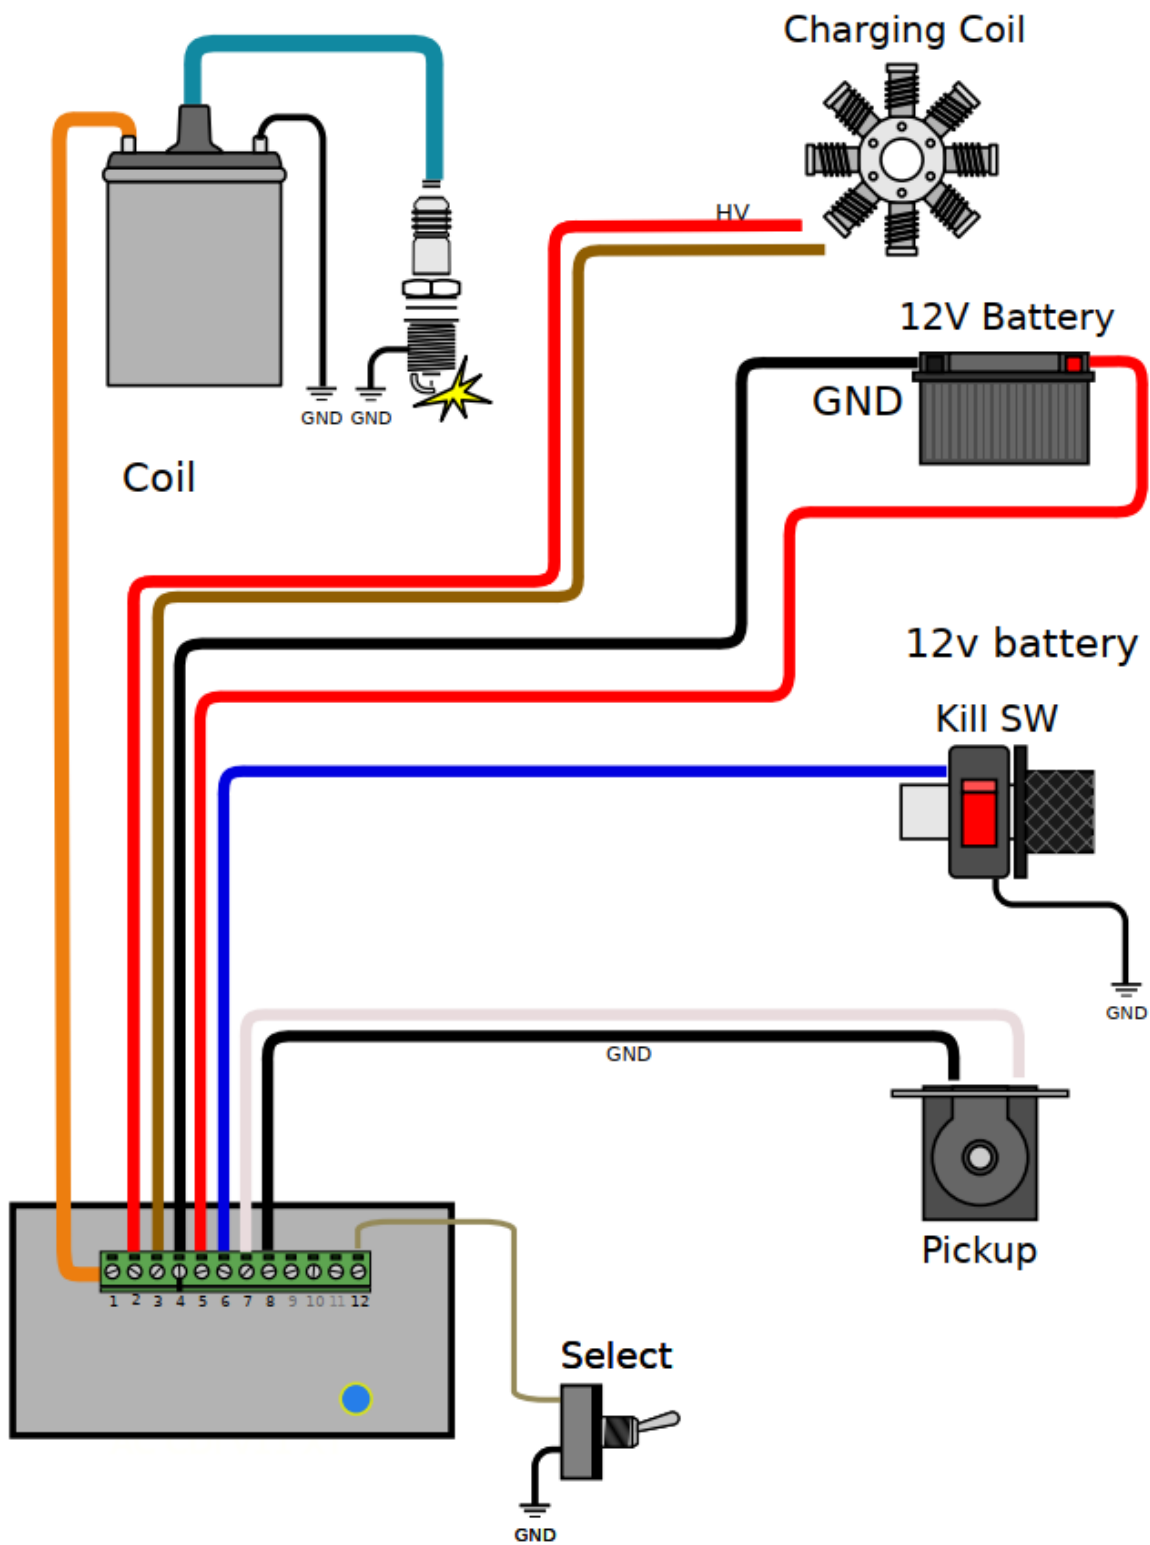 Charging Coil
HV
12V Battery
GND
GND GND
Coil
12v battery
Kill SW
GND
GND
Pickup
1 2 3 4 5 6 7 8 9 10 11 12
Select
GND